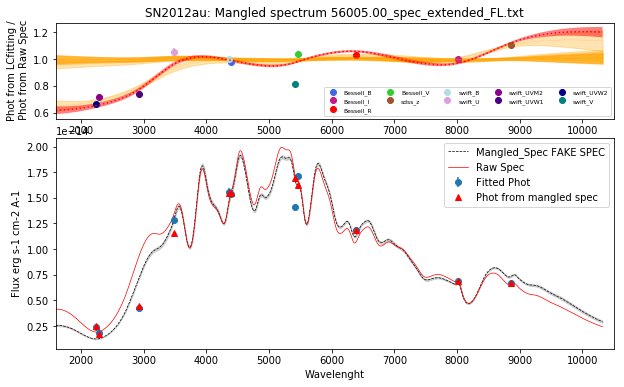 SN2012au: Mangled spectrum 56005.00_spec_extended_FL.txt
Phot from LCfitting /
Phot from Raw Spec
1.2
1.0
0.8
0.6
Bessell_B
Bessell_I
Bessell_R
Bessell_V
sdss_z
swift_B
swift_U
swift_UVM2
swift_UVW1
swift_UVW2
swift_V
2000 3000 4000 5000 6000 7000 8000 9000 10000
Flux erg s-1 cm-2 A-1
2.00
1.75
1.50
1.25
1.00
0.75
0.50
0.25
Mangled_Spec FAKE SPEC
Raw Spec
Fitted Phot
Phot from mangled spec
2000 3000 4000 5000 6000 7000 8000 9000 10000
Wavelenght